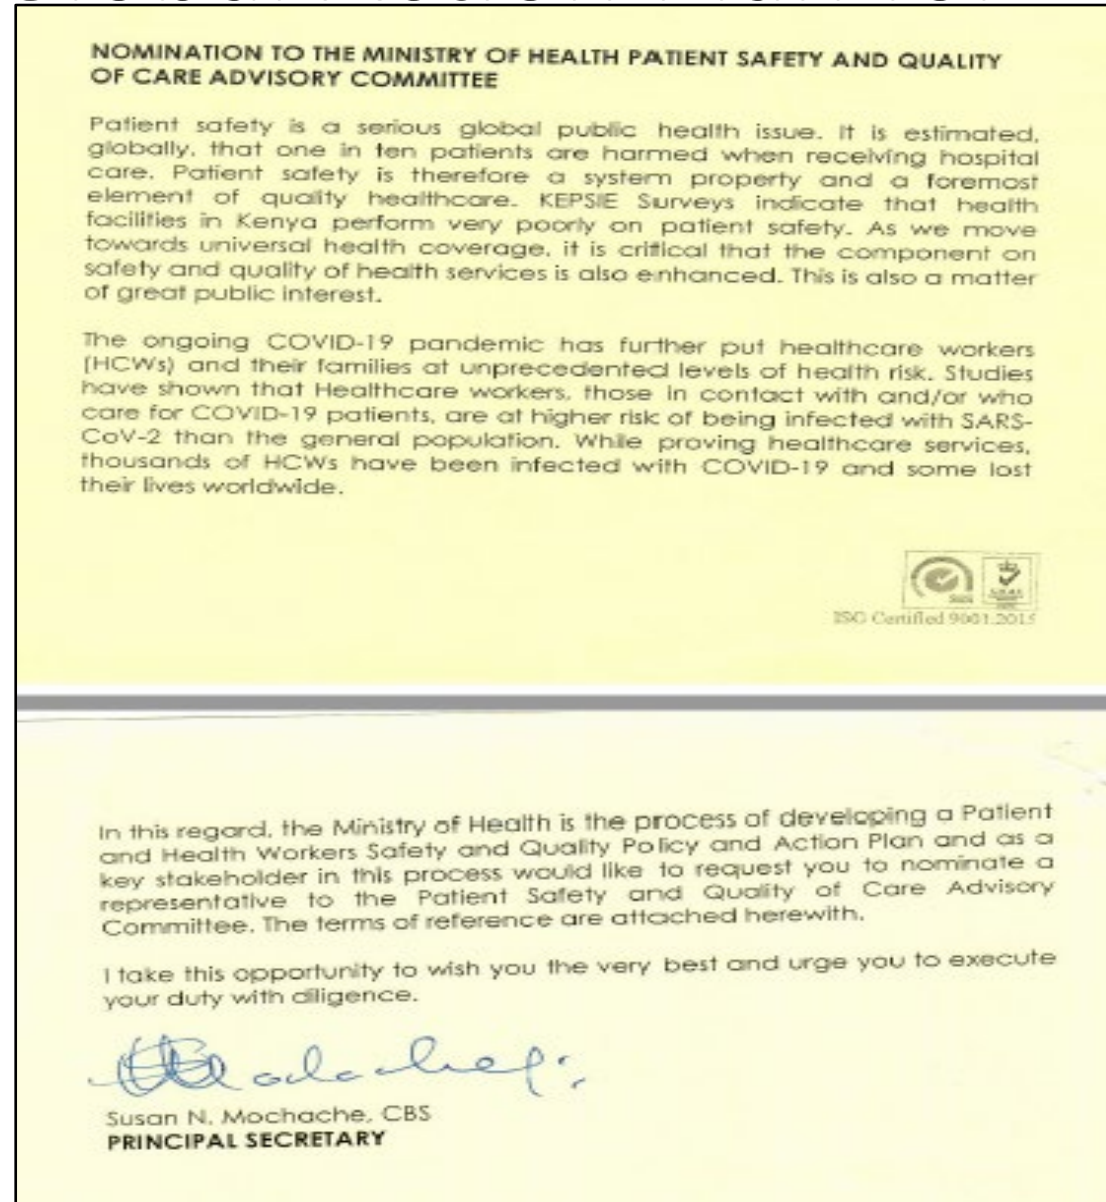 NOMINATION TO THE MINISTRY OF HEALTH PATIENT SAFETY AND QUALITY
OF CARE ADVISORY COMMITTEE
Patient safety is a serious global public health issue. It is estimated,
globally, that one in ten patients are harmed when receiving hospital
care. Patient safety is therefore a system property and a foremost
element of quality healthcare. KEPSIE Surveys indicate that health
facilities in Kenya perform very poorly on patient safety. As we move
towards universal health coverage, it is critical that the component on
safety and quality of health services is also enhanced. This is also a matter
of great public interest.
The ongoing COVID-19 pandemic has further put healthcare workers
(HCWs) and their families at unprecedented levels of health risk. Studies
have shown that Healthcare workers, those in contact with and/or who
care for COVID-19 patients, are at higher risk of being infected with SARS-
CoV-2 than the general population. While proving healthcare services,
thousands of HCWs have been infected with COVID-19 and some lost
their lives worldwide.
SGS
ISO Certified 9001:2015
In this regard, the Ministry of Health is the process of developing a Patient
and Health Workers Safety and Quality Policy and Action Plan and as a
key stakeholder in this process would like to request you to nominate a
representative to the Patient Safety and Quality of Care Advisory
Committee. The terms of reference are attached herewith.
I take this opportunity to wish you the very best and urge you to execute
your duty with diligence.
Susan N. Mochache, CBS
PRINCIPAL SECRETARY